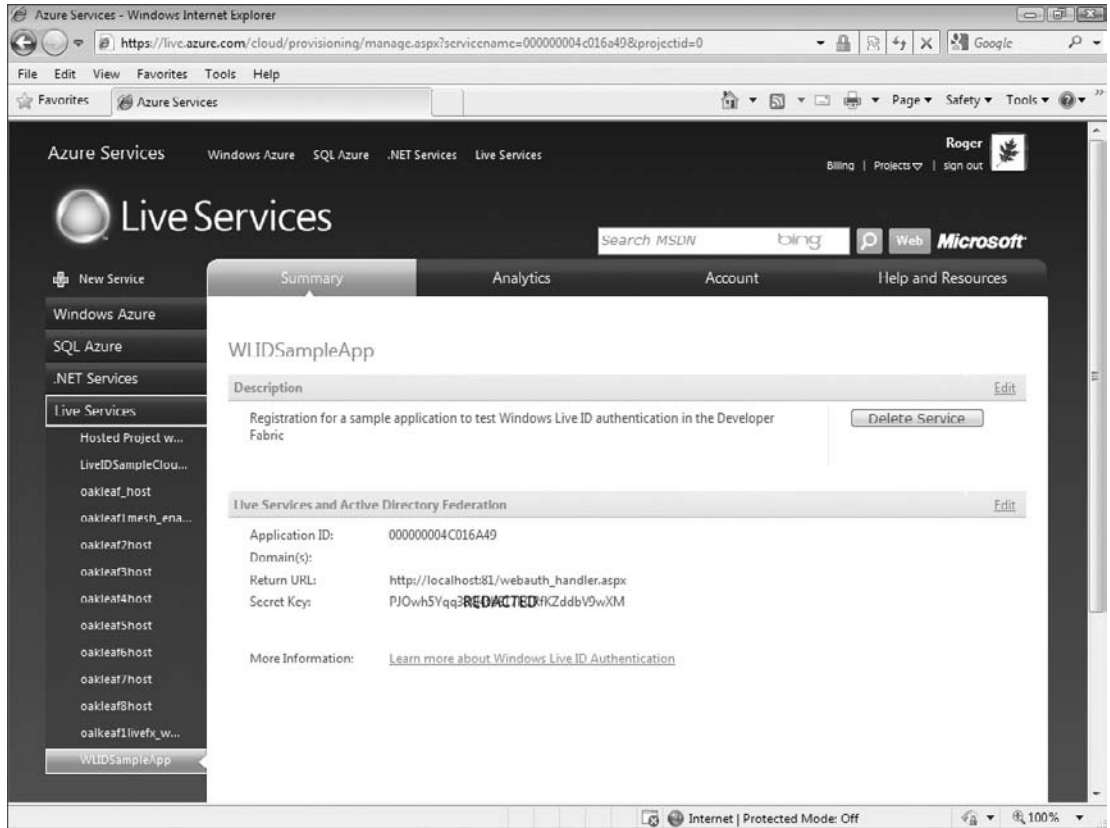 Azure Services - Windows Internet Explorer
https://live.azure.com/cloud/provisioning/manage.aspx?servicename=000000004c016a49&projectid=0
Google
File Edit View Favorites Tools Help
Favorites Azure Services Page Safety Tools
Azure Services Windows Azure SQL Azure .NET Services Live Services
Roger
Billing | Projects | sign out
Live Services
Search MSDN bing Web Microsoft
New Service Summary Analytics Account Help and Resources
Windows Azure
SQL Azure
.NET Services
Live Services
Hosted Project w...
LiveIDSampleClou...
oakleaf_host
oakleaf1mesh_ena...
oakleaf2host
oakleaf3host
oakleaf4host
oakleaf5host
oakleaf6host
oakleaf7host
oakleaf8host
oalkeaf1livefx_w...
WLIDSampleApp
WLIDSampleApp
Description Edit
Registration for a sample application to test Windows Live ID authentication in the Developer
Fabric
Delete Service
Live Services and Active Directory Federation Edit
Application ID: 000000004C016A49
Domain(s):
Return URL: http://localhost:81/webauth_handler.aspx
Secret Key: REDACTED
More Information: Learn more about Windows Live ID Authentication
Internet | Protected Mode: Off 100%